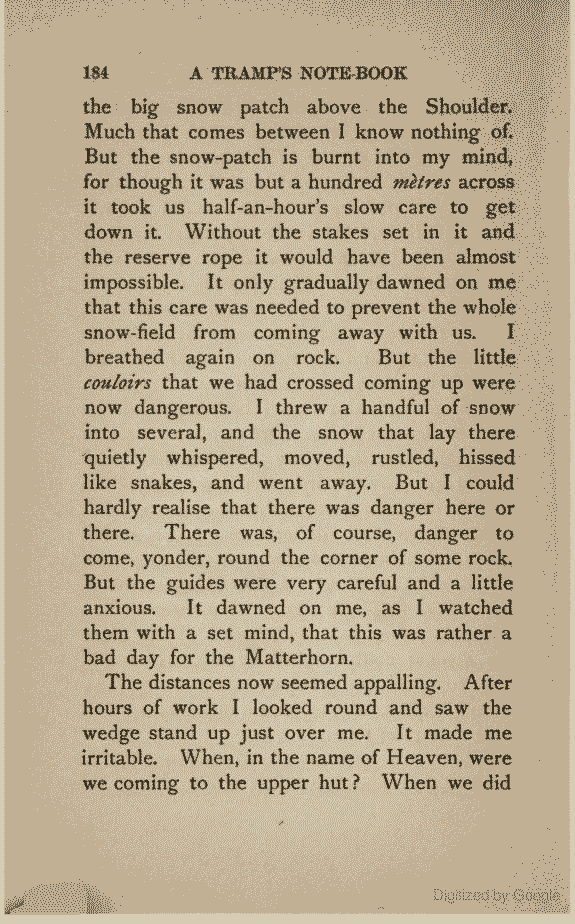 184 A TRAMP'S NOTE-BOOK
the big snow patch above the Shoulder.
Much that comes between I know nothing of.
But the snow-patch is burnt into my mind,
for though it was but a hundred mètres across
it took us half-an-hour's slow care to get
down it. Without the stakes set in it and
the reserve rope it would have been almost
impossible. It only gradually dawned on me
that this care was needed to prevent the whole
snow-field from coming away with us. I
breathed again on rock. But the little
couloirs that we had crossed coming up were
now dangerous. I threw a handful of snow
into several, and the snow that lay there
quietly whispered, moved, rustled, hissed
like snakes, and went away. But I could
hardly realise that there was danger here or
there. There was, of course, danger to
come, yonder, round the corner of some rock.
But the guides were very careful and a little
anxious. It dawned on me, as I watched
them with a set mind, that this was rather a
bad day for the Matterhorn.
The distances now seemed appalling. After
hours of work I looked round and saw the
wedge stand up just over me. It made me
irritable. When, in the name of Heaven, were
we coming to the upper hut? When we did
Digitized by Google